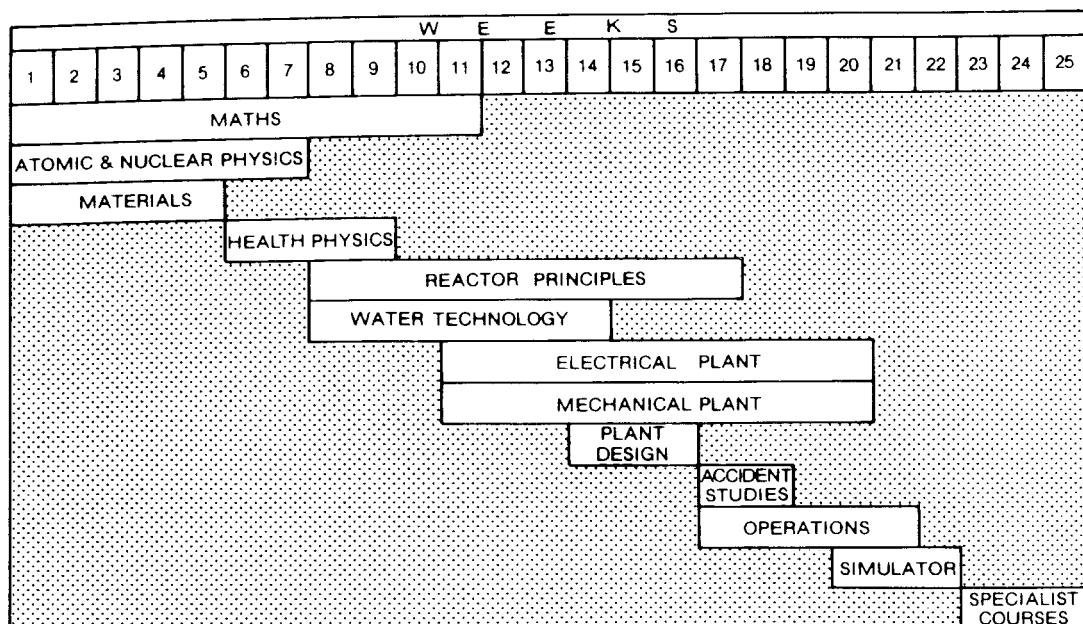 WEEKS
1 2 3 4 5 6 7 8 9 10 11 12 13 14 15 16 17 18 19 20 21 22 23 24 25
MATHS
ATOMIC & NUCLEAR PHYSICS
MATERIALS
HEALTH PHYSICS
REACTOR PRINCIPLES
WATER TECHNOLOGY
ELECTRICAL PLANT
MECHANICAL PLANT
PLANT
DESIGN
ACCIDENT
STUDIES
OPERATIONS
SIMULATOR
SPECIALIST
COURSES